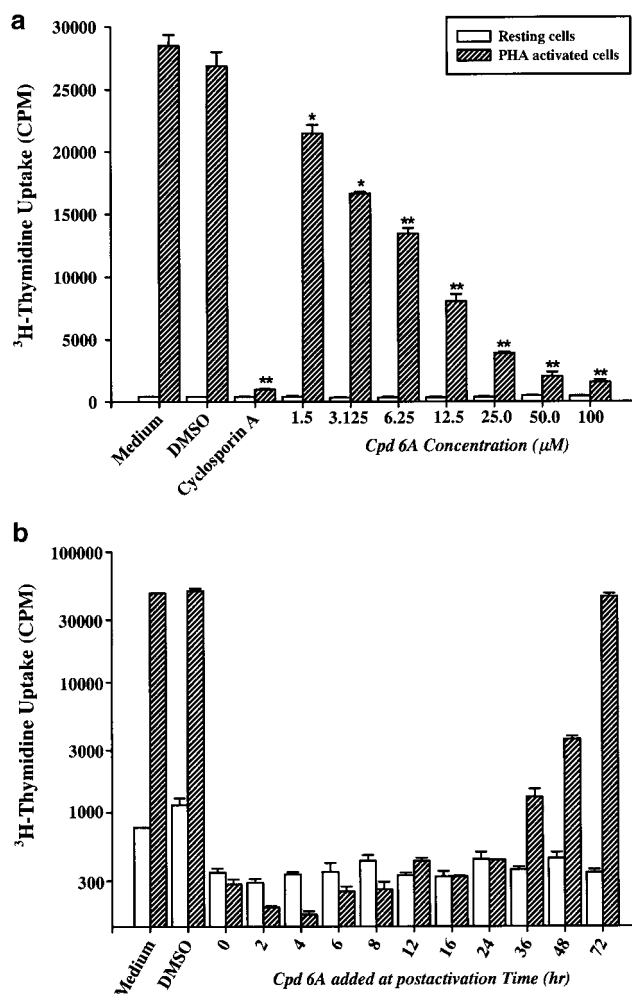 a
Resting cells
PHA activated cells
³H-Thymidine Uptake (CPM)
30000
25000
20000
15000
10000
5000
0
* * ** ** ** ** ** **
Medium
DMSO
Cyclosporin A
1.5 3.125 6.25 12.5 25.0 50.0 100
Cpd 6A Concentration (μM)
b
³H-Thymidine Uptake (CPM)
100000
30000
10000
3000
1000
300
Medium
DMSO
0 2 4 6 8 12 16 24 36 48 72
Cpd 6A added at postactivation Time (hr)